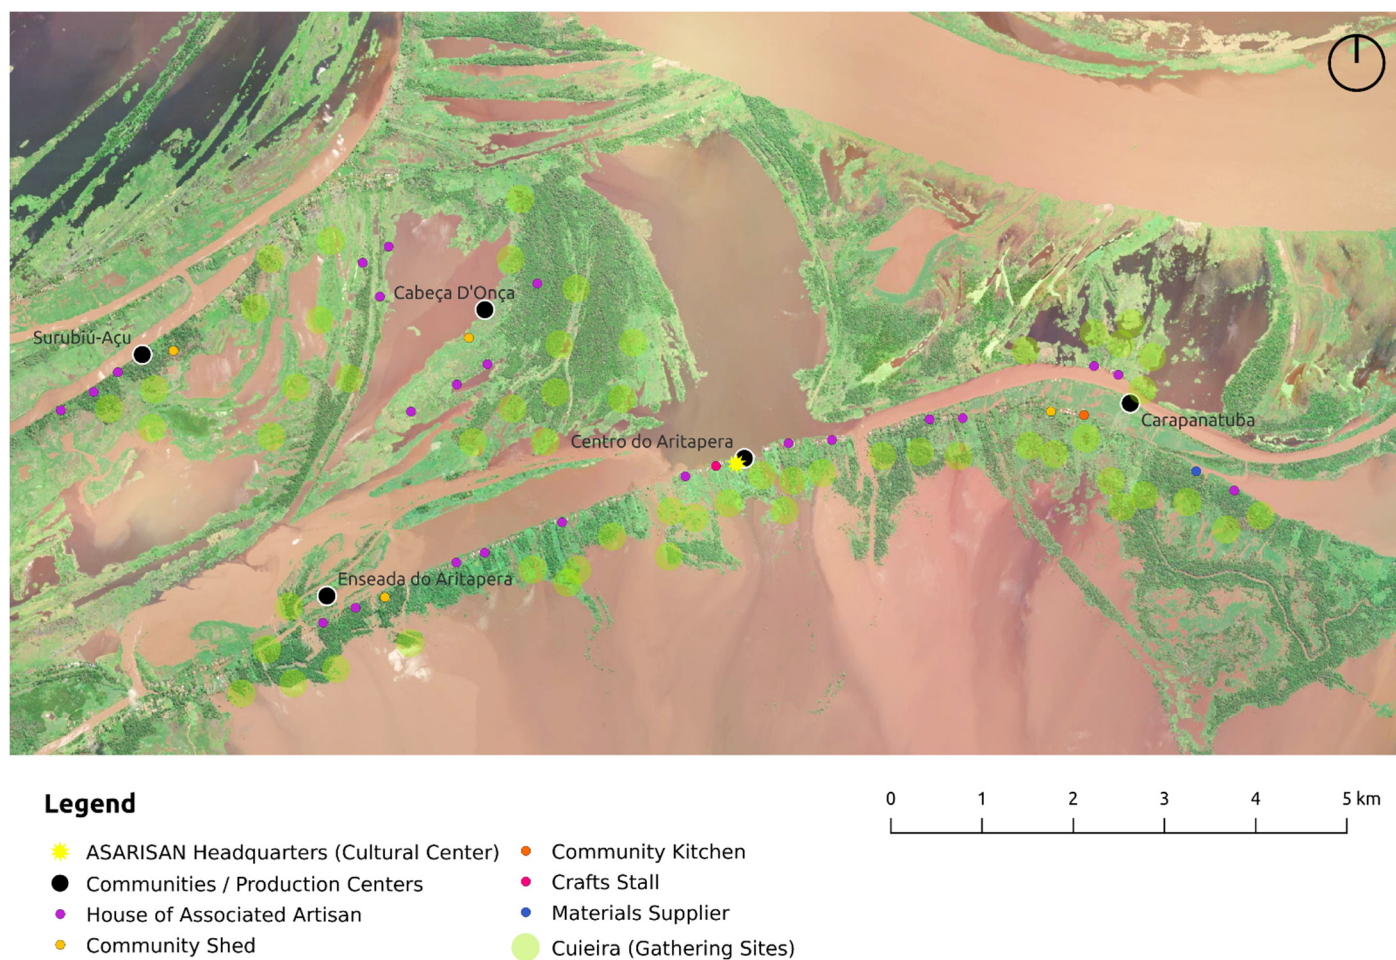 Cabeça D'Onça
Surubiú-Açu
Carapanatuba
Centro do Aritapera
Enseada do Aritapera
Legend
ASARISAN Headquarters (Cultural Center)
Communities / Production Centers
House of Associated Artisan
Community Shed
Community Kitchen
Crafts Stall
Materials Supplier
Cuieira (Gathering Sites)
0 1 2 3 4 5 km